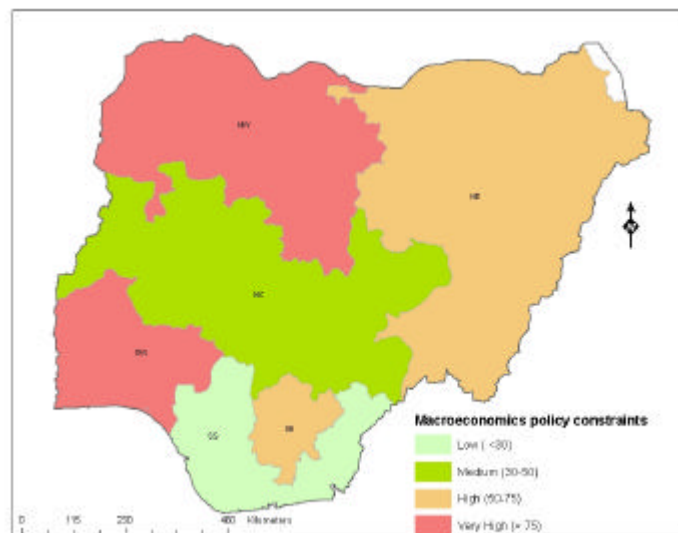 NW
NE
NC
SW
SS
SE
N
Macroeconomics policy constraints
Low ( <30)
Medium (30-50)
High (50-75)
Very High (> 75)
0 115 230 460 Kilometers